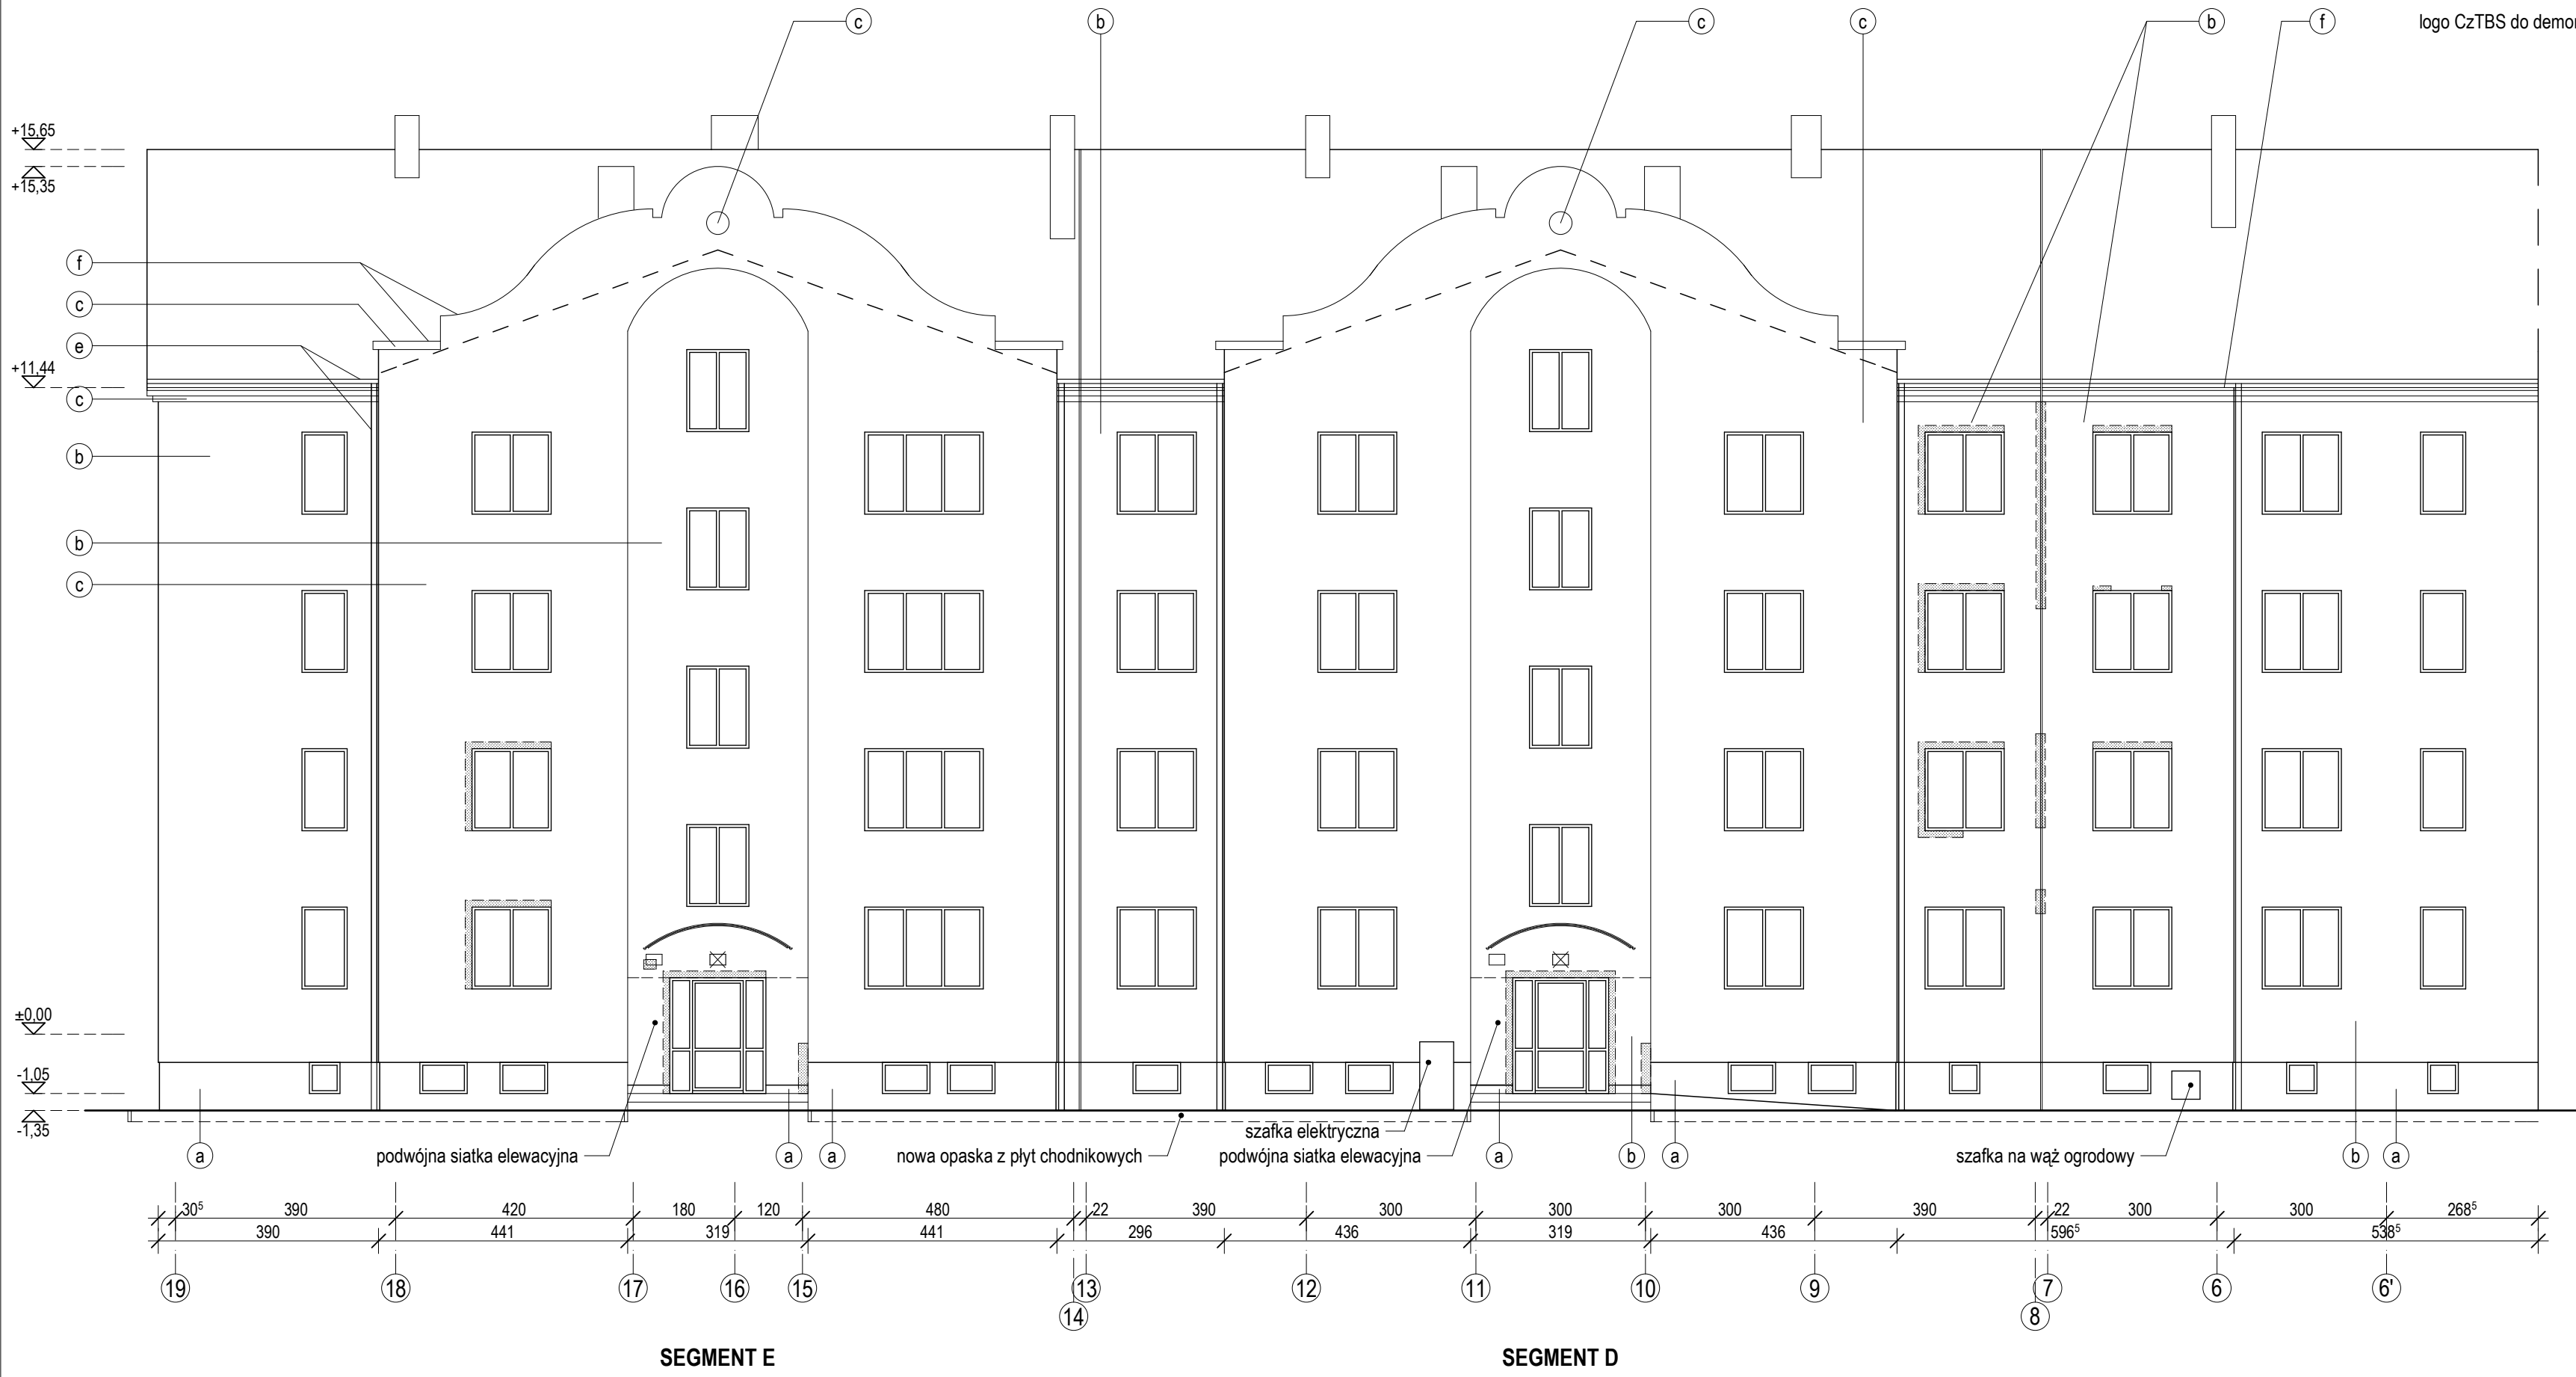 c b c c b f logo CzTBS do demon
+15,65
+15,35
f
c
e
+11,44
c
b
b
c
±0,00
-1,05
-1,35
szafka elektryczna
a podwójna siatka elewacyjna a a nowa opaska z płyt chodnikowych podwójna siatka elewacyjna a b a szafka na wąż ogrodowy b a
30⁵ 390 420 180 120 480 22 390 300 300 300 390 22 300 300 268⁵
390 441 319 441 296 436 319 436 596⁵ 538⁵
19 18 17 16 15 13 12 11 10 9 7 6 6'
14 8
SEGMENT E SEGMENT D